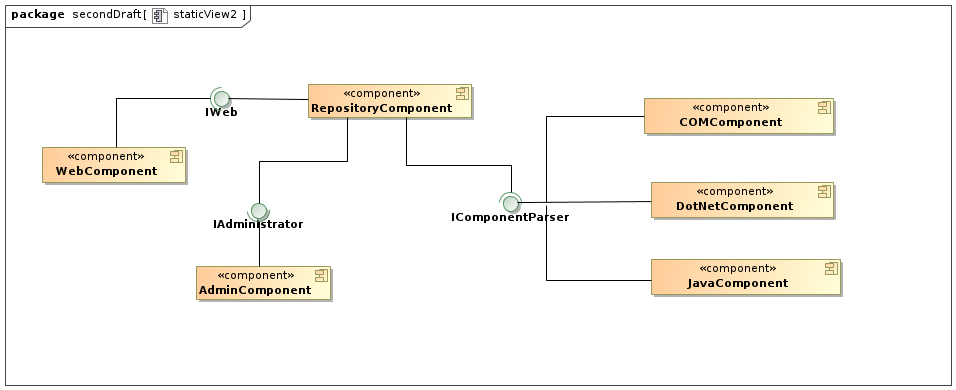 package secondDraft[ staticView2 ]
«component»
RepositoryComponent
IWeb
«component»
COMComponent
«component»
WebComponent
«component»
DotNetComponent
IAdministrator
IComponentParser
«component»
AdminComponent
«component»
JavaComponent